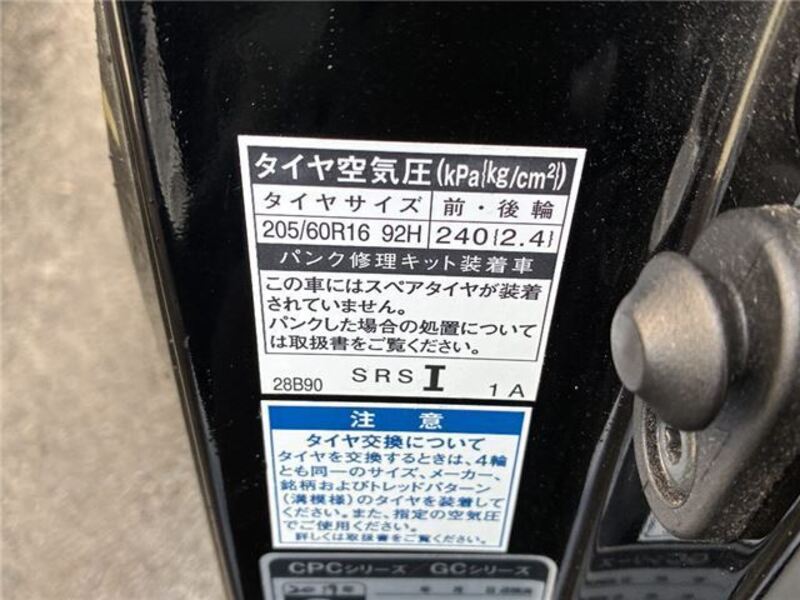 タイヤ空気圧(kPa{kg/cm²})
タイヤサイズ 前・後輪
205/60R16 92H 240{2.4}
パンク修理キット装着車
この車にはスペアタイヤが装着
されていません。
パンクした場合の処置について
は取扱書をご覧ください。
28B90 SRS I 1A
注 意
タイヤ交換について
タイヤを交換するときは、4輪
とも同一のサイズ、メーカー、
銘柄およびトレッドパターン
(溝模様)のタイヤを装着して
ください。また、指定の空気圧
でご使用ください。
詳しくは取扱書をご覧ください。
CPCシリーズ/GCシリーズ